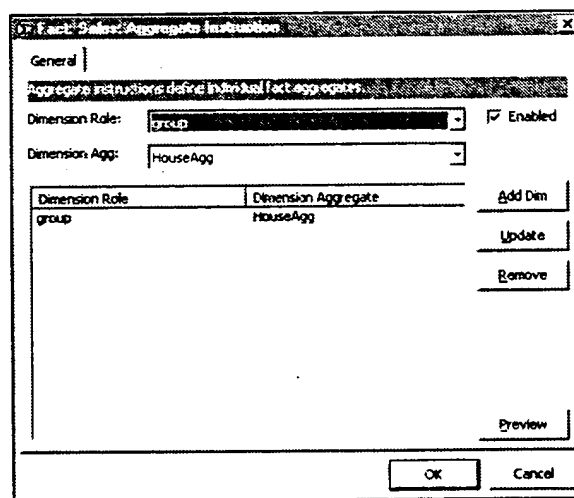 Fact: Sales: Aggregate Instruction
General
Aggregate instructions define individual fact aggregates.
Dimension Role: group Enabled
Dimension Agg: HouseAgg
Dimension Role Dimension Aggregate Add Dim
group HouseAgg
Update
Remove
Preview
OK Cancel